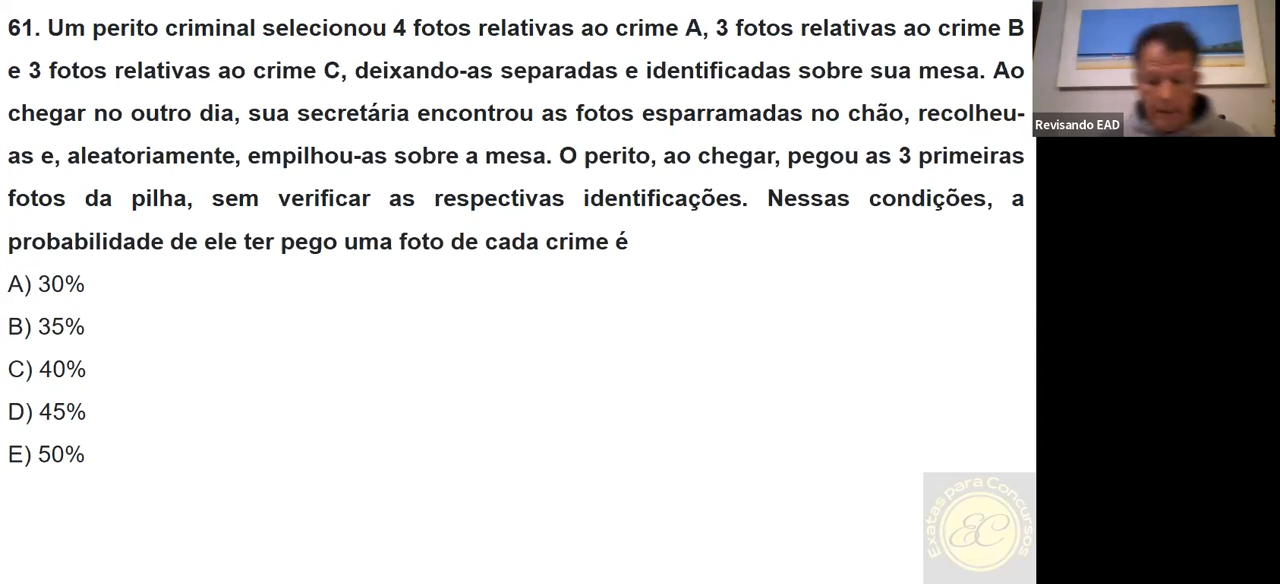 61. Um perito criminal selecionou 4 fotos relativas ao crime A, 3 fotos relativas ao crime B
e 3 fotos relativas ao crime C, deixando-as separadas e identificadas sobre sua mesa. Ao
chegar no outro dia, sua secretária encontrou as fotos esparramadas no chão, recolheu-
as e, aleatoriamente, empilhou-as sobre a mesa. O perito, ao chegar, pegou as 3 primeiras
fotos da pilha, sem verificar as respectivas identificações. Nessas condições, a
probabilidade de ele ter pego uma foto de cada crime é
A) 30%
B) 35%
C) 40%
D) 45%
E) 50%
Revisando EAD
Exatas para Concursos
EC